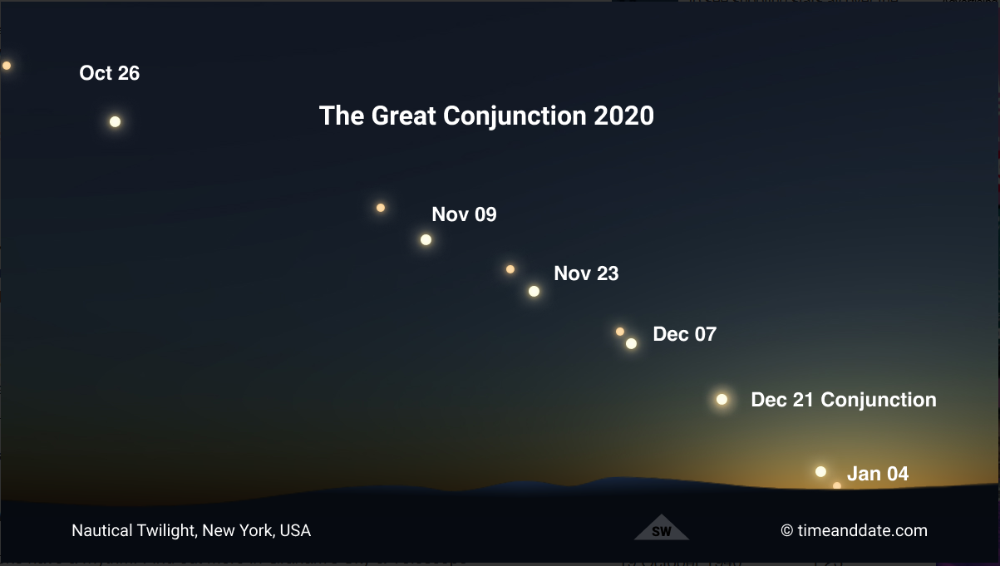 Oct 26
The Great Conjunction 2020
Nov 09
Nov 23
Dec 07
Dec 21 Conjunction
Jan 04
Nautical Twilight, New York, USA
SW
© timeanddate.com